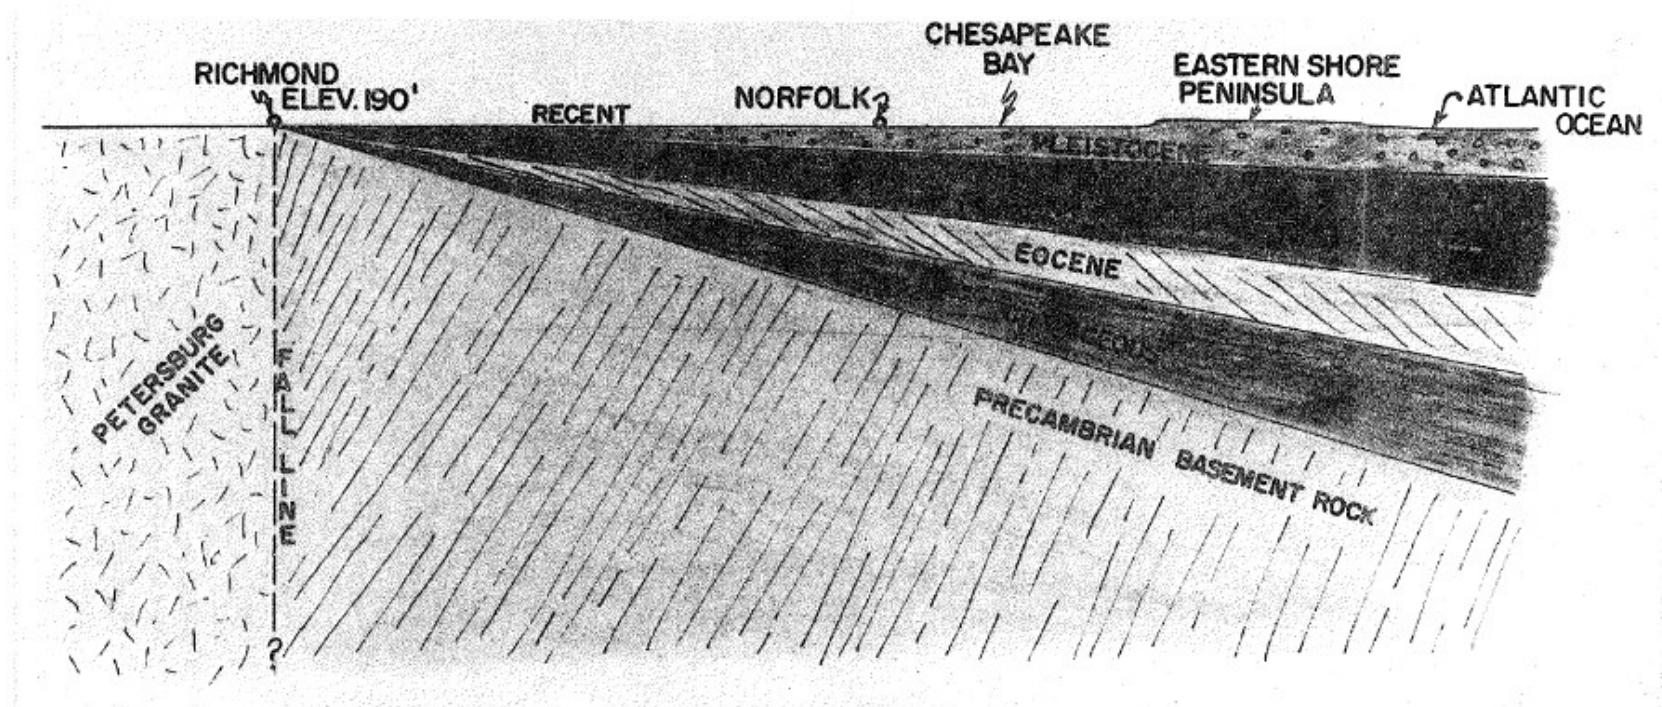 CHESAPEAKE
BAY
RICHMOND
ELEV. 190'
RECENT
NORFOLK
EASTERN SHORE
PENINSULA
ATLANTIC
OCEAN
PLEISTOCENE
EOCENE
PRECAMBRIAN BASEMENT ROCK
PETERSBURG
GRANITE
FALL LINE
?